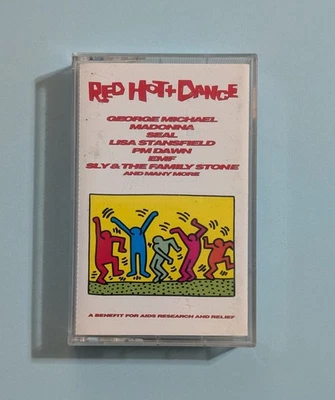 RED HOT + DANCE
GEORGE MICHAEL
MADONNA
SEAL
LISA STANSFIELD
PM DAWN
EMF
SLY & THE FAMILY STONE
AND MANY MORE
A BENEFIT FOR AIDS RESEARCH AND RELIEF